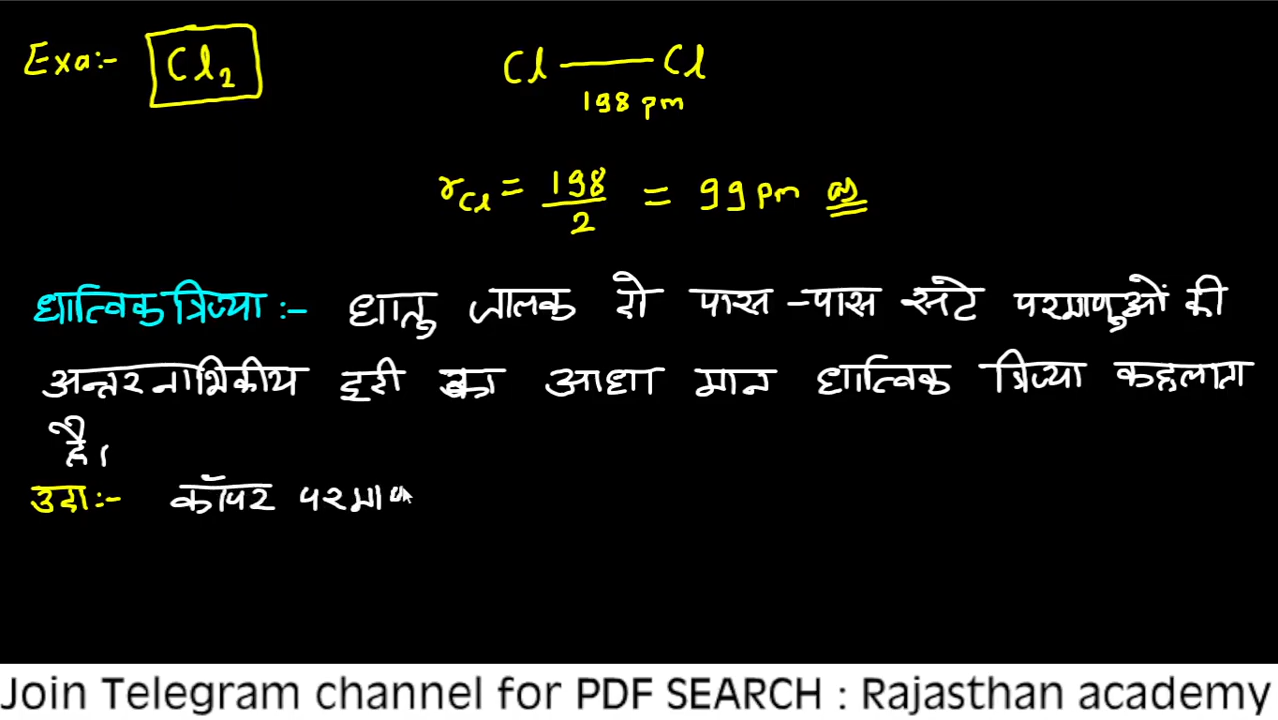 Exa:- Cl2 Cl — Cl
198 pm
rCl = 198/2 = 99 pm
धात्विक त्रिज्या :- धातु जालक में पास-पास सटे परमाणुओं की
अन्तरनाभिकीय दूरी का आधा मान धात्विक त्रिज्या कहलाता
है।
उदा:- कॉपर परमा
Join Telegram channel for PDF SEARCH : Rajasthan academy